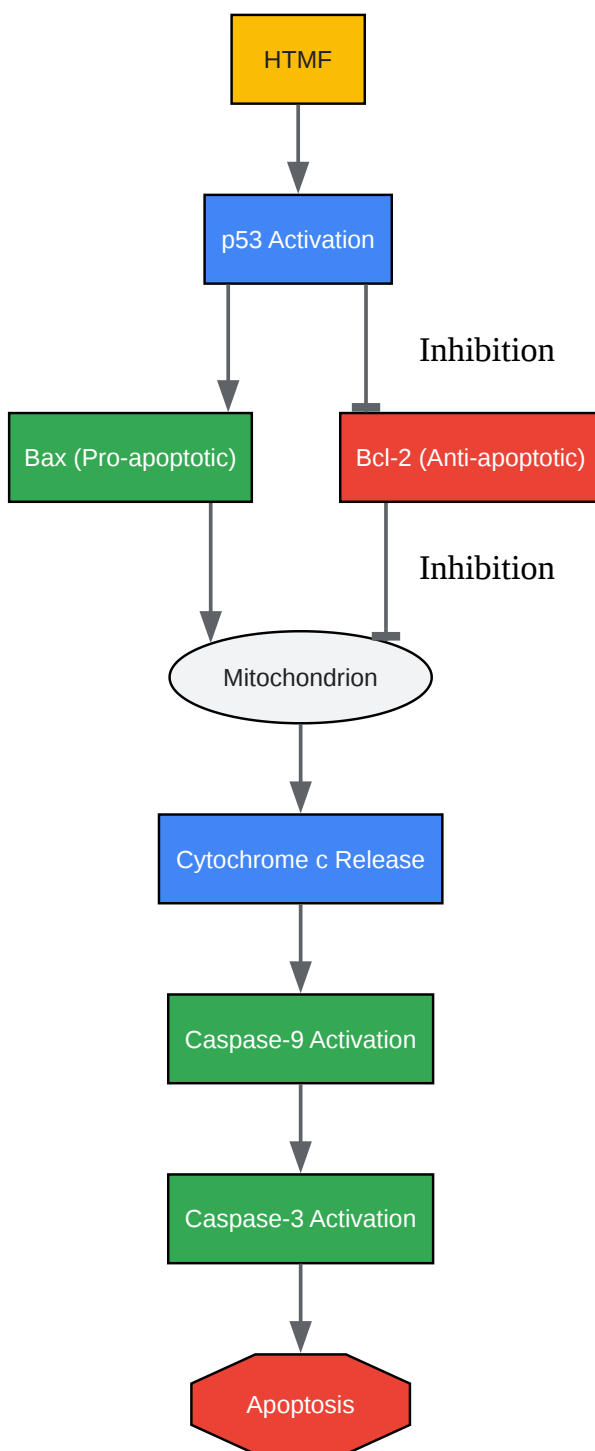 HTMF
p53 Activation
Inhibition
Bax (Pro-apoptotic)
Bcl-2 (Anti-apoptotic)
Inhibition
Mitochondrion
Cytochrome c Release
Caspase-9 Activation
Caspase-3 Activation
Apoptosis